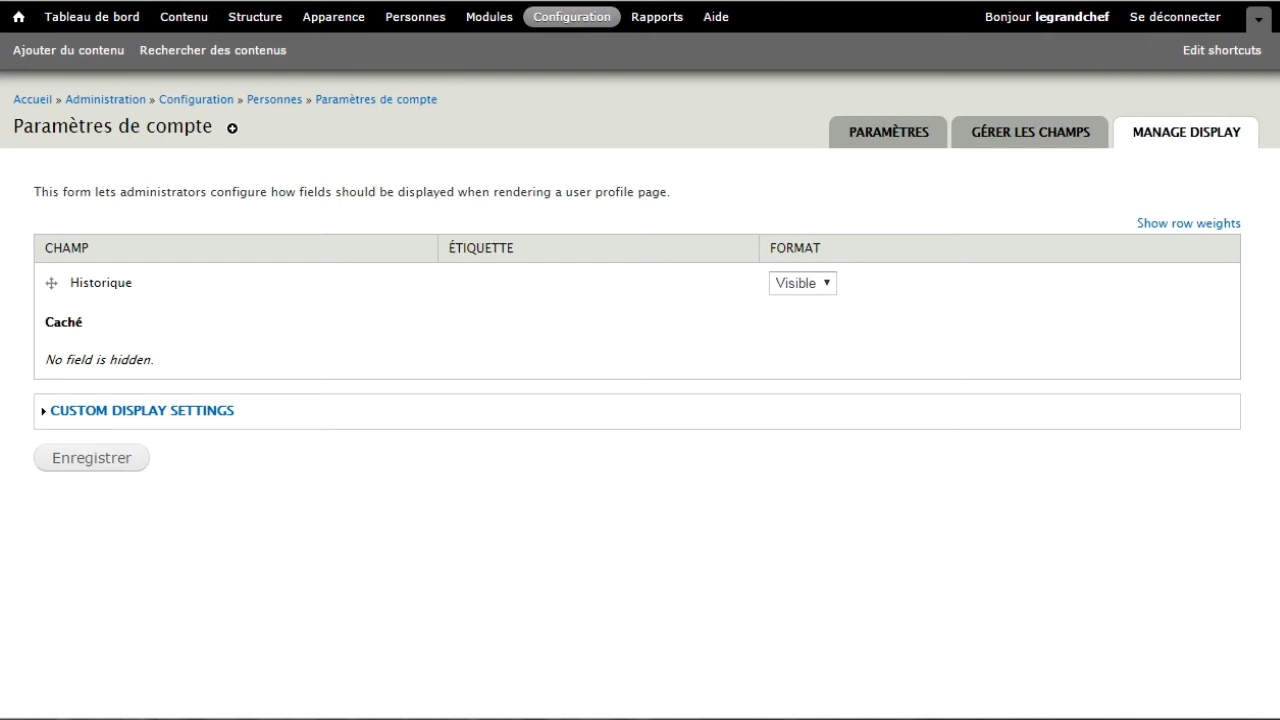 Tableau de bord Contenu Structure Apparence Personnes Modules Configuration Rapports Aide Bonjour legrandchef Se déconnecter
Ajouter du contenu Rechercher des contenus Edit shortcuts
Accueil » Administration » Configuration » Personnes » Paramètres de compte
Paramètres de compte
PARAMÈTRES GÉRER LES CHAMPS MANAGE DISPLAY
This form lets administrators configure how fields should be displayed when rendering a user profile page.
Show row weights
CHAMP ÉTIQUETTE FORMAT
Historique Visible
Caché
No field is hidden.
CUSTOM DISPLAY SETTINGS
Enregistrer